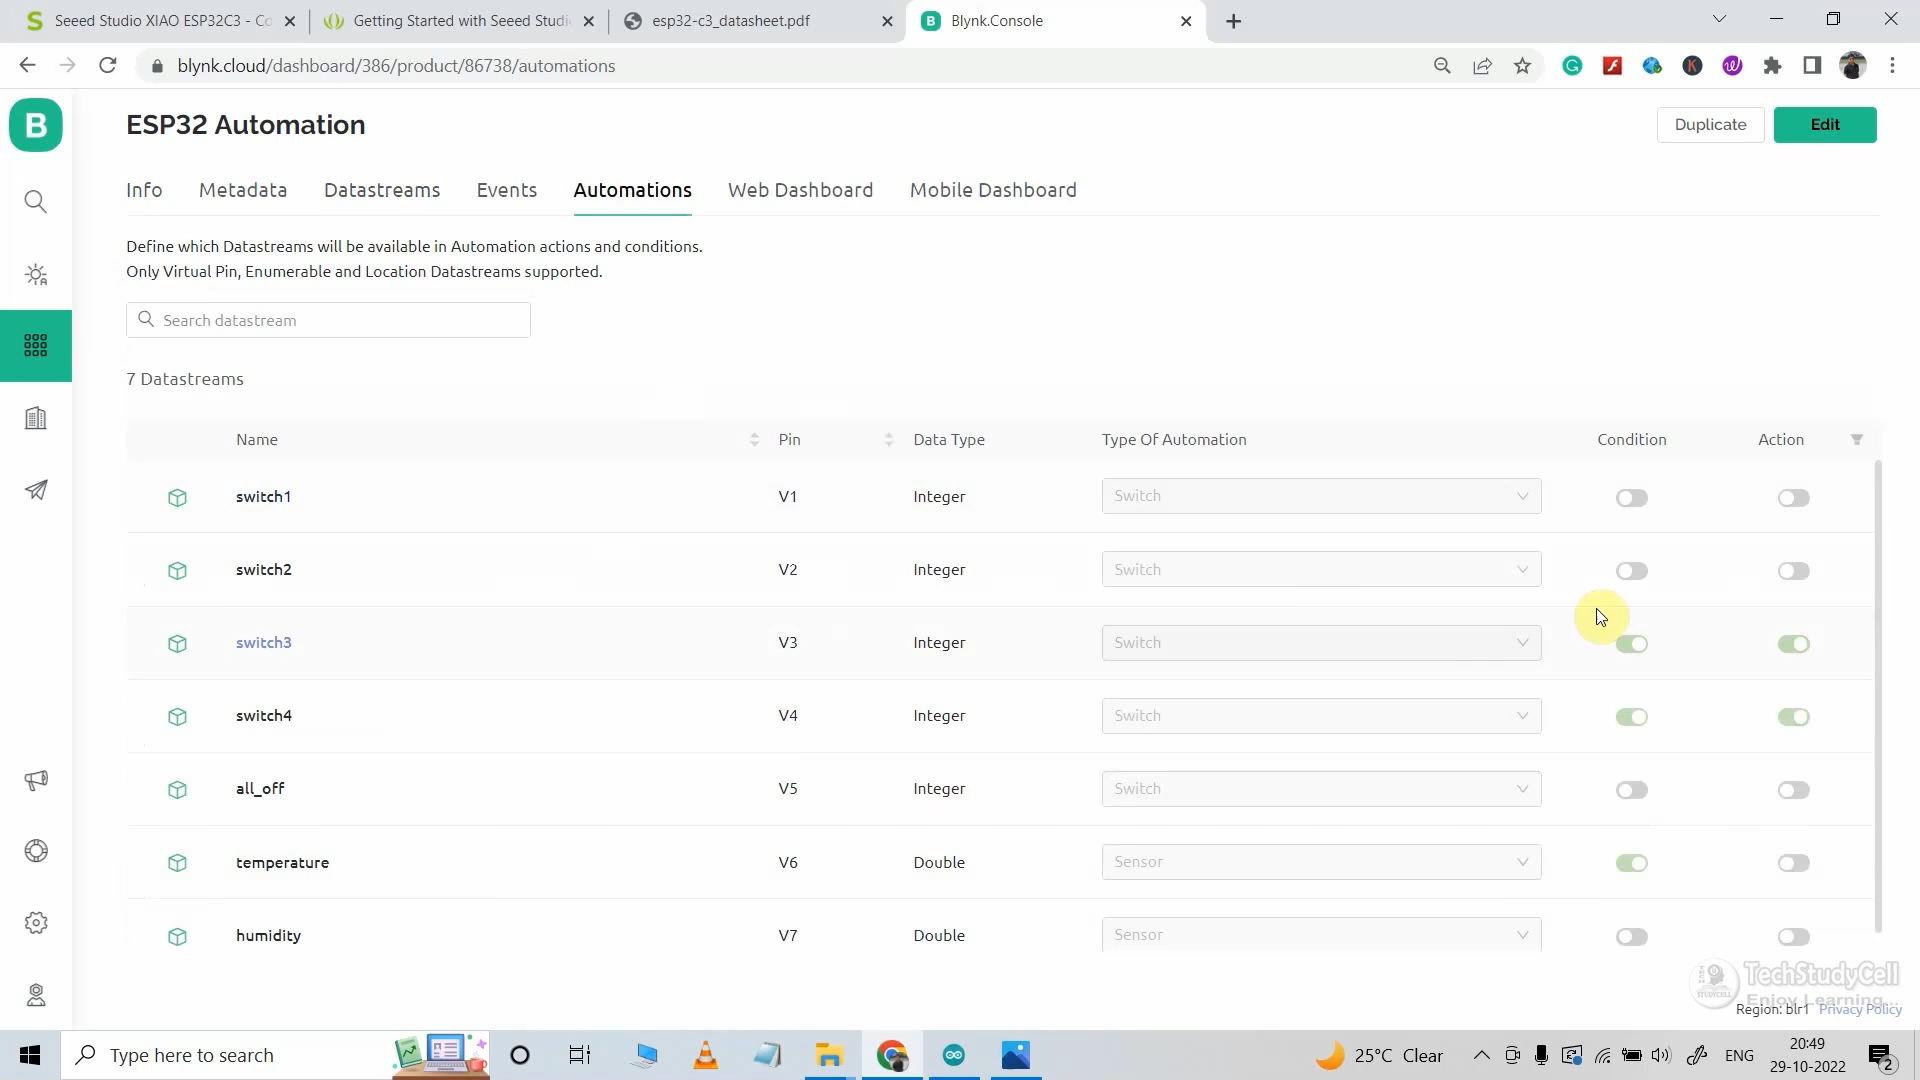 Seeed Studio XIAO ESP32C3 - Co
Getting Started with Seeed Studi
esp32-c3_datasheet.pdf
B
Blynk.Console
blynk.cloud/dashboard/386/product/86738/automations
B
ESP32 Automation
Duplicate
Edit
Info
Metadata
Datastreams
Events
Automations
Web Dashboard
Mobile Dashboard
Define which Datastreams will be available in Automation actions and conditions.
Only Virtual Pin, Enumerable and Location Datastreams supported.
Search datastream
7 Datastreams
Name Pin Data Type Type Of Automation Condition Action
switch1 V1 Integer Switch
switch2 V2 Integer Switch
switch3 V3 Integer Switch
switch4 V4 Integer Switch
all_off V5 Integer Switch
temperature V6 Double Sensor
humidity V7 Double Sensor
TechStudyCell
Enjoy Learning...
Region: blr1 Privacy Policy
Type here to search
25°C Clear
ENG
20:49
29-10-2022
2